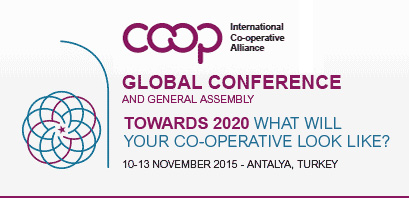 coop
International
Co-operative
Alliance
GLOBAL CONFERENCE
AND GENERAL ASSEMBLY
TOWARDS 2020 WHAT WILL
YOUR CO-OPERATIVE LOOK LIKE?
10-13 NOVEMBER 2015 - ANTALYA, TURKEY